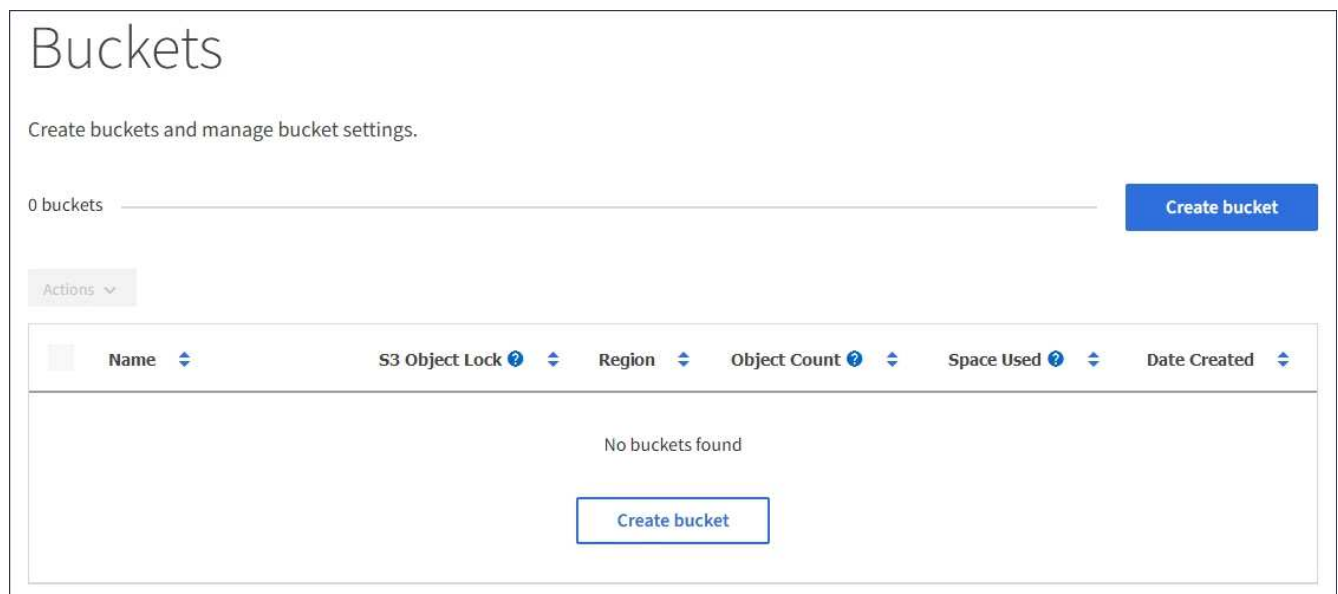 Buckets
Create buckets and manage bucket settings.
0 buckets
Create bucket
Actions
Name S3 Object Lock ? Region Object Count ? Space Used ? Date Created
No buckets found
Create bucket